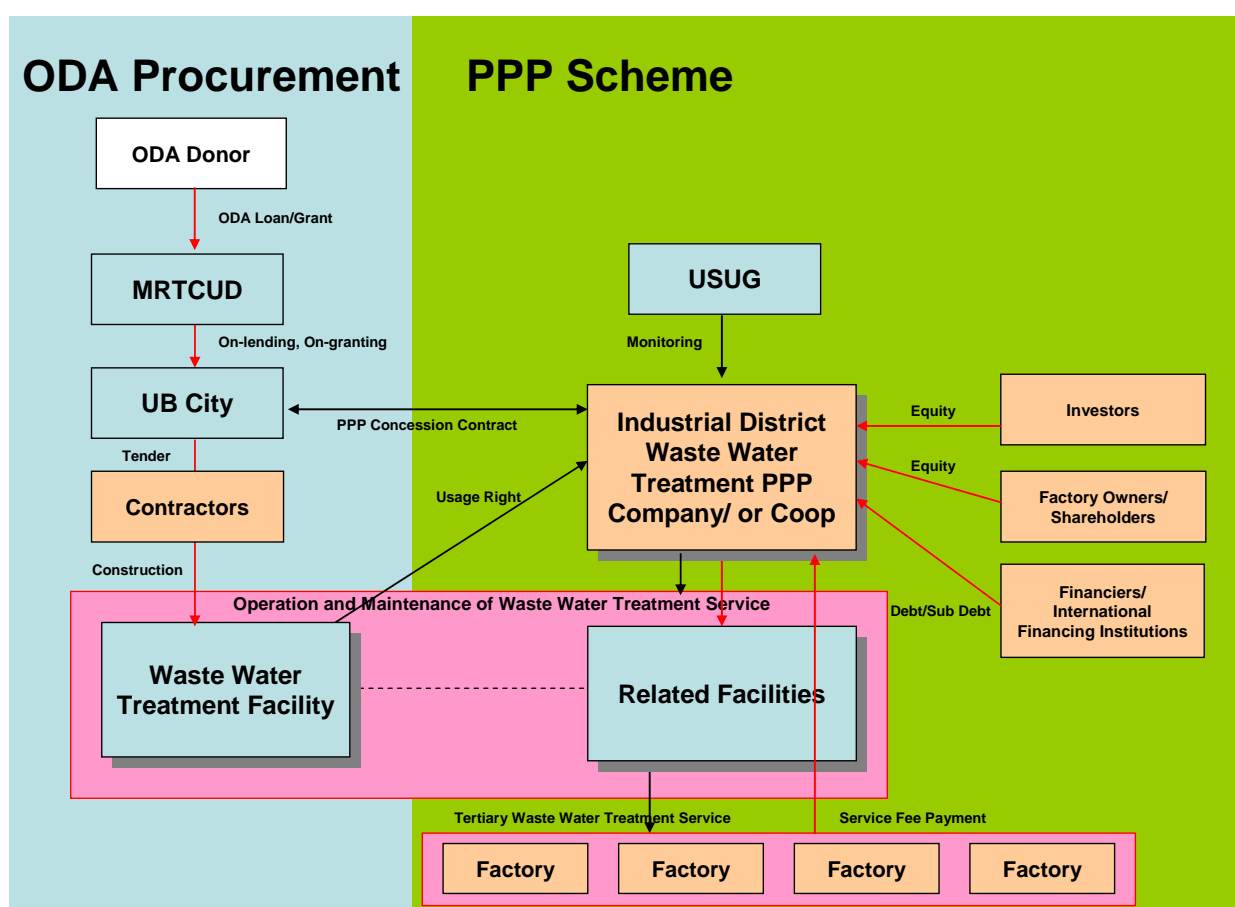 ODA Procurement
PPP Scheme
ODA Donor
ODA Loan/Grant
MRTCUD
USUG
On-lending, On-granting
Monitoring
UB City
PPP Concession Contract
Industrial District
Waste Water
Treatment PPP
Company/ or Coop
Equity
Investors
Tender
Equity
Factory Owners/
Shareholders
Contractors
Usage Right
Construction
Financiers/
International
Financing Institutions
Debt/Sub Debt
Operation and Maintenance of Waste Water Treatment Service
Waste Water
Treatment Facility
Related Facilities
Tertiary Waste Water Treatment Service
Service Fee Payment
Factory
Factory
Factory
Factory